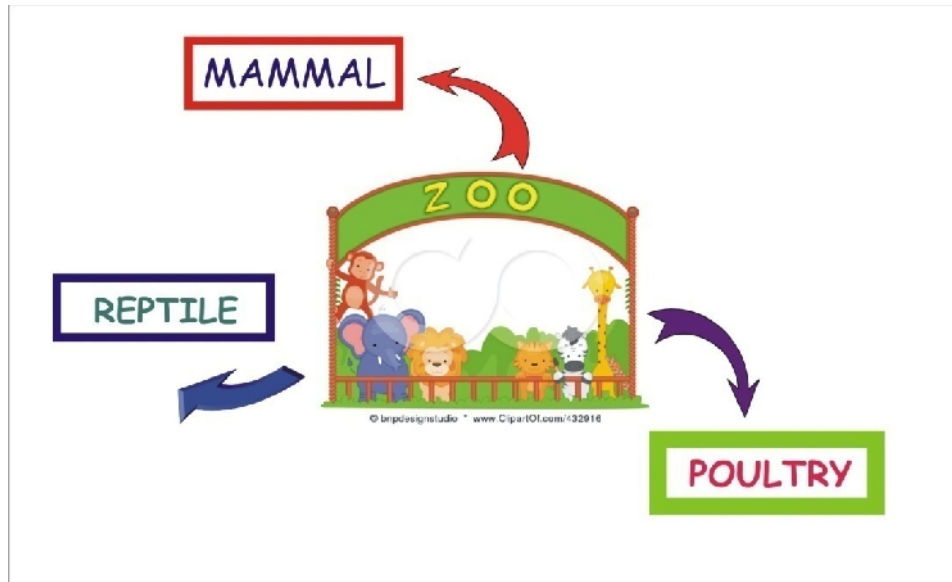 MAMMAL
ZOO
REPTILE
© bnpdesignstudio * www.ClipartOf.com/432916
POULTRY